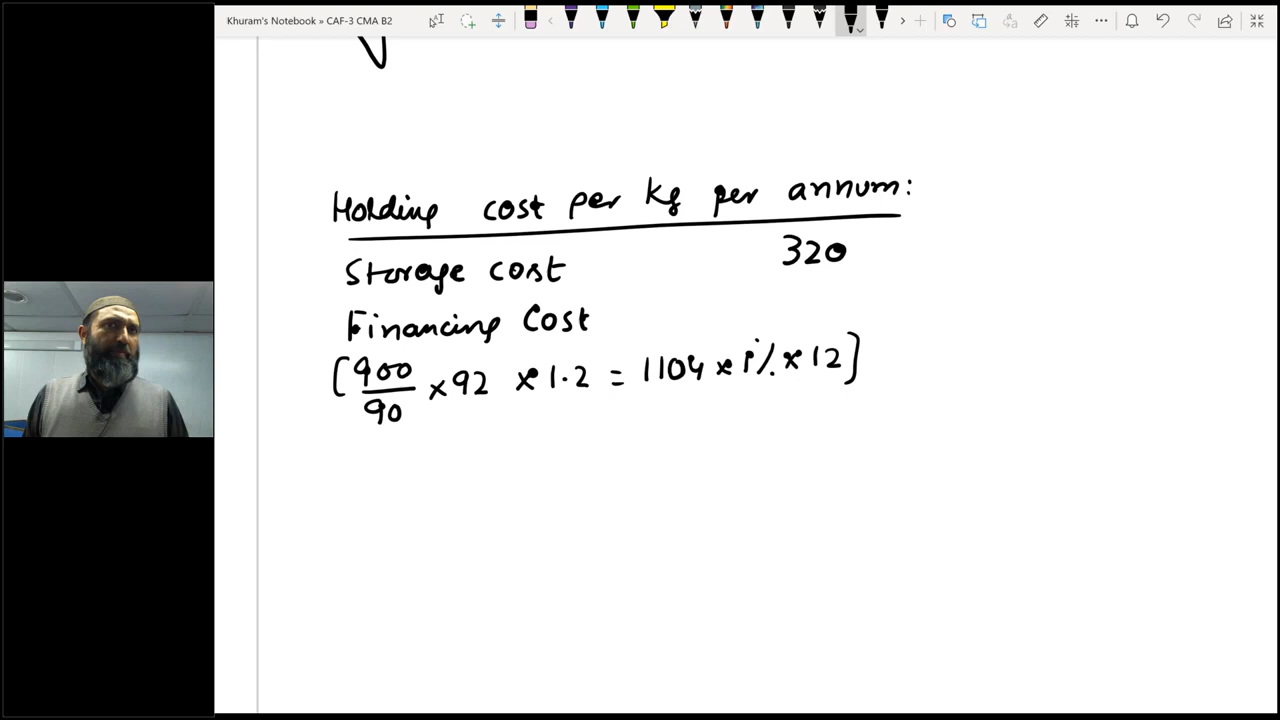 Khuram's Notebook » CAF-3 CMA B2
Holding cost per kg per annum:
Storage cost 320
Financing Cost
[900/90 × 92 × 1.2 = 1104 × 1% × 12]